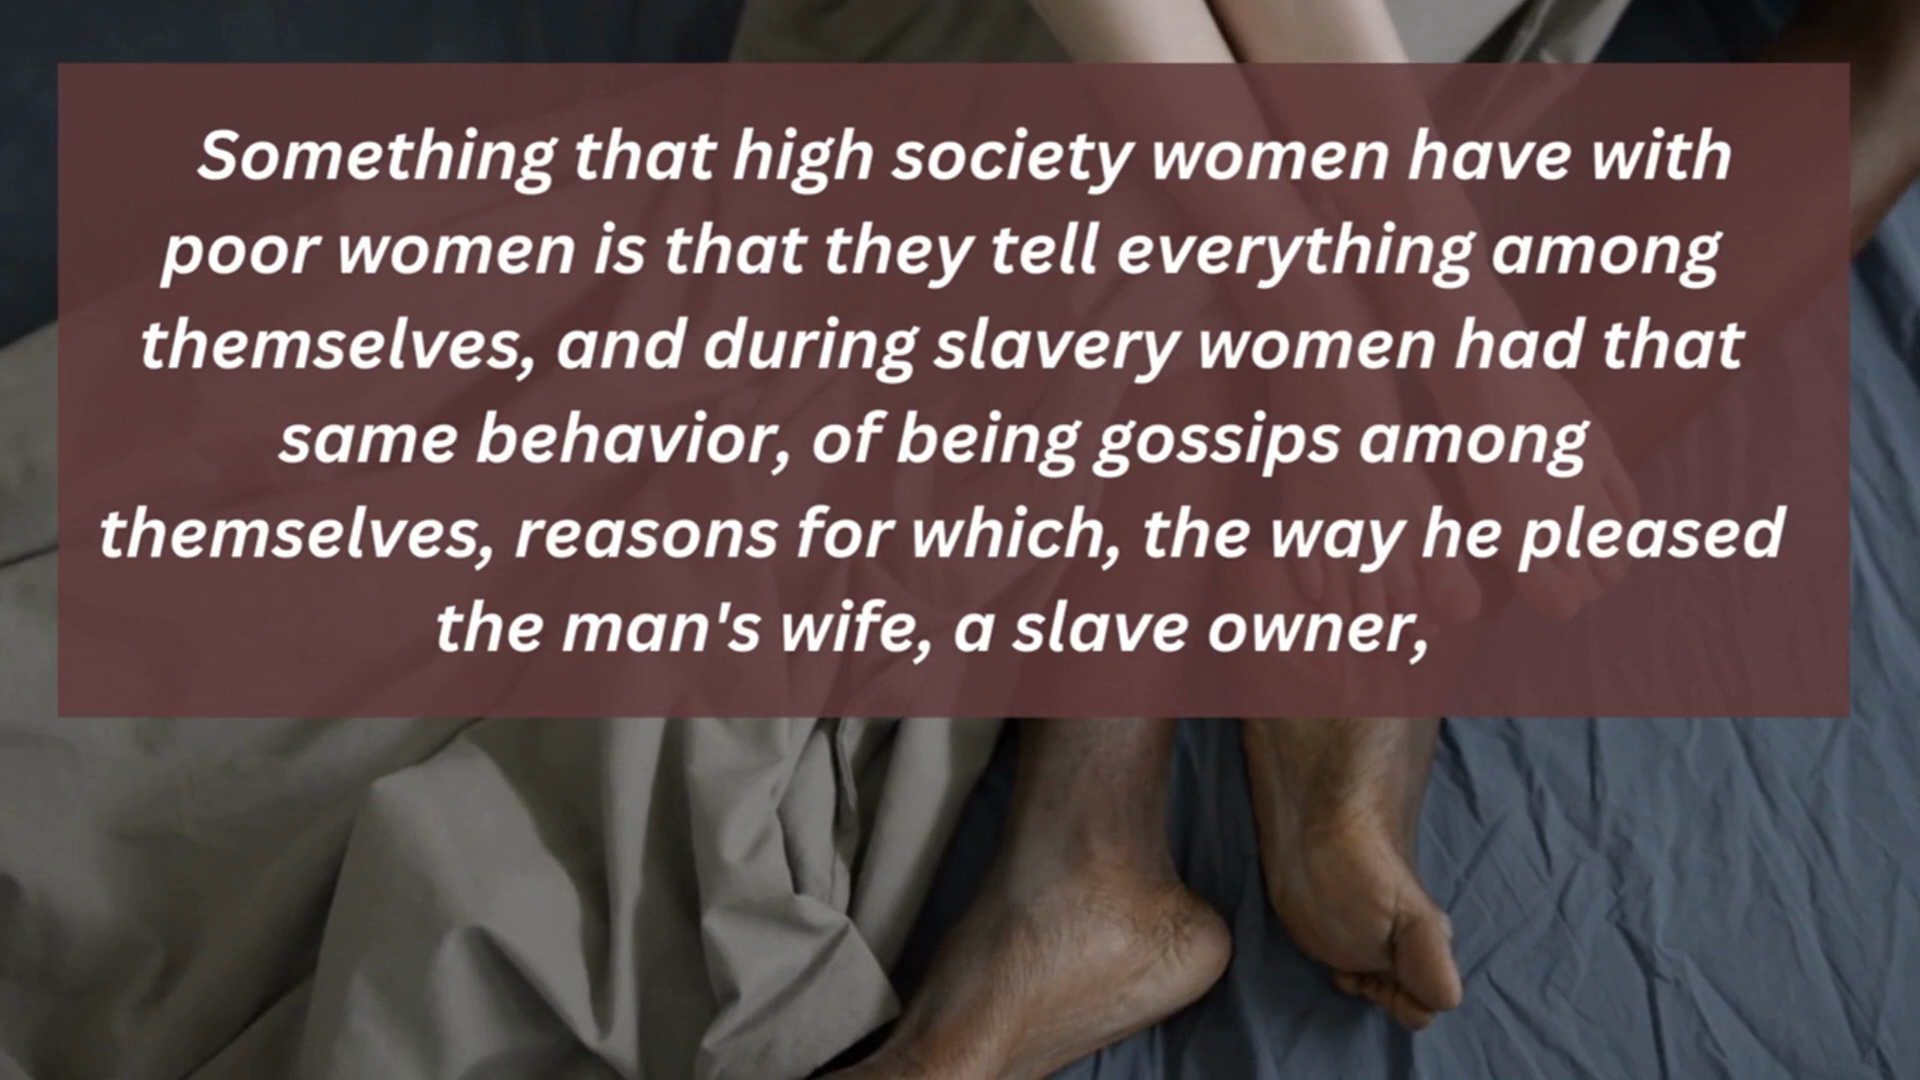 Something that high society women have with
poor women is that they tell everything among
themselves, and during slavery women had that
same behavior, of being gossips among
themselves, reasons for which, the way he pleased
the man's wife, a slave owner,